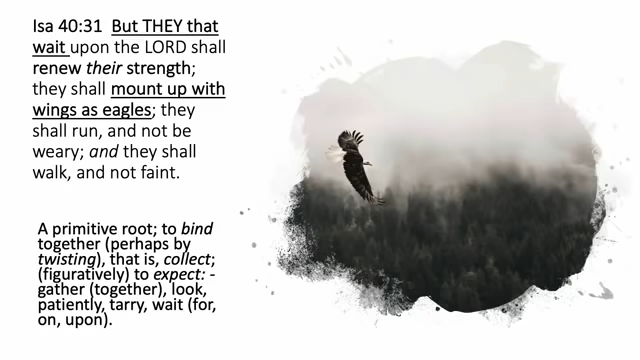 Isa 40:31  But THEY that
wait upon the LORD shall
renew their strength;
they shall mount up with
wings as eagles; they
shall run, and not be
weary; and they shall
walk, and not faint.
A primitive root; to bind
together (perhaps by
twisting), that is, collect;
(figuratively) to expect: -
gather (together), look,
patiently, tarry, wait (for,
on, upon).